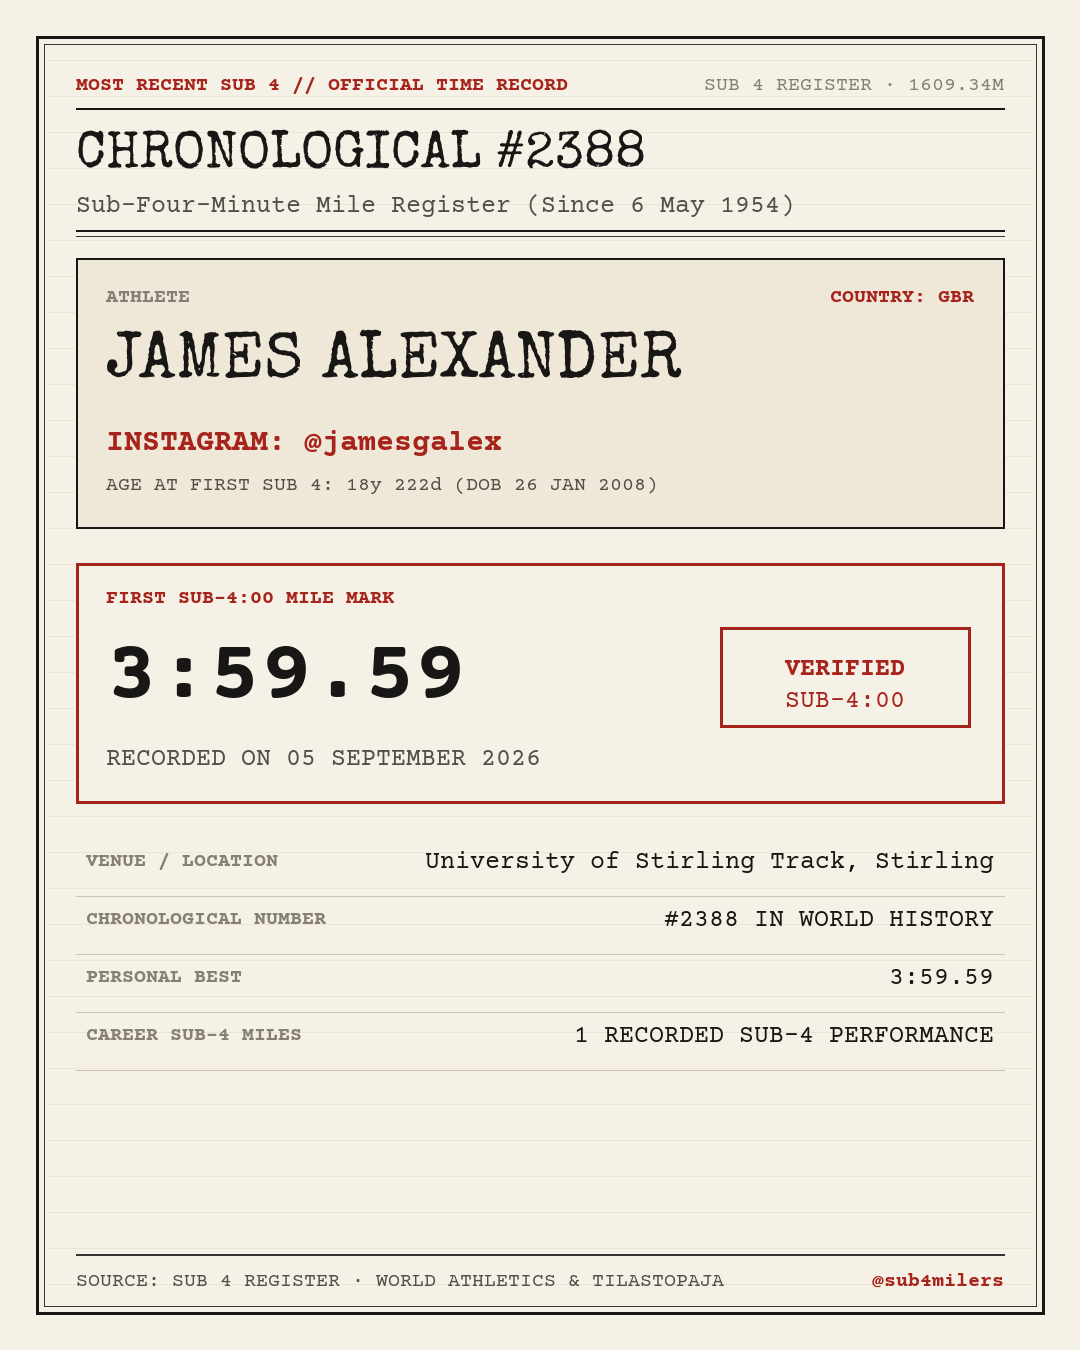 MOST RECENT SUB 4 // OFFICIAL TIME RECORD
SUB 4 REGISTER · 1609.34M
CHRONOLOGICAL #2388
Sub-Four-Minute Mile Register (Since 6 May 1954)
ATHLETE
COUNTRY: GBR
JAMES ALEXANDER
INSTAGRAM: @jamesgalex
AGE AT FIRST SUB 4: 18y 222d (DOB 26 JAN 2008)
FIRST SUB-4:00 MILE MARK
3:59.59
VERIFIED
SUB-4:00
RECORDED ON 05 SEPTEMBER 2026
VENUE / LOCATION
University of Stirling Track, Stirling
CHRONOLOGICAL NUMBER
#2388 IN WORLD HISTORY
PERSONAL BEST
3:59.59
CAREER SUB-4 MILES
1 RECORDED SUB-4 PERFORMANCE
SOURCE: SUB 4 REGISTER · WORLD ATHLETICS & TILASTOPAJA
@sub4milers